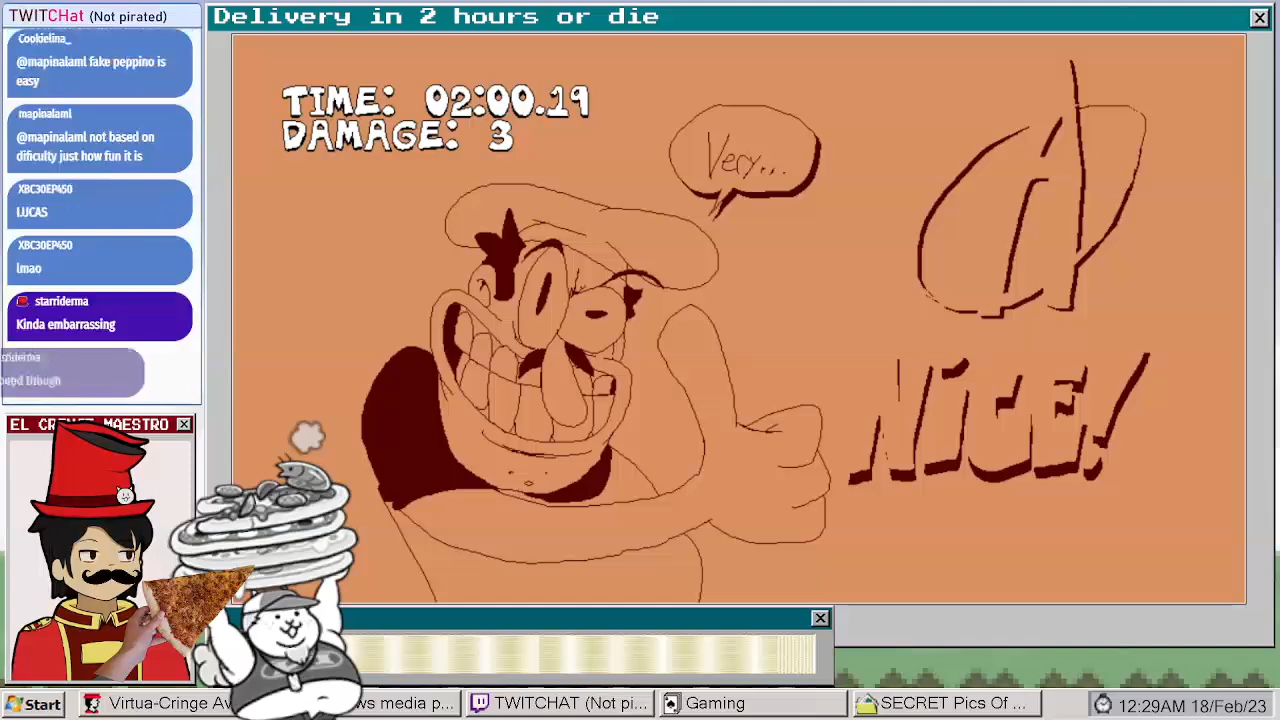 TWITCHat (Not pirated)
Cookielina_
@mapinalaml fake peppino is
easy
mapinalaml
@mapinalaml not based on
dificulty just how fun it is
XBC30EP450
LUCAS
XBC30EP450
lmao
starriderma
Kinda embarrassing
Delivery in 2 hours or die
TIME: 02:00.19
DAMAGE: 3
Very...
NICE!
MAESTRO
Start
Virtua-Cringe Av
ws media p...
TWITCHAT (Not pi...
Gaming
SECRET Pics Of ...
12:29AM 18/Feb/23